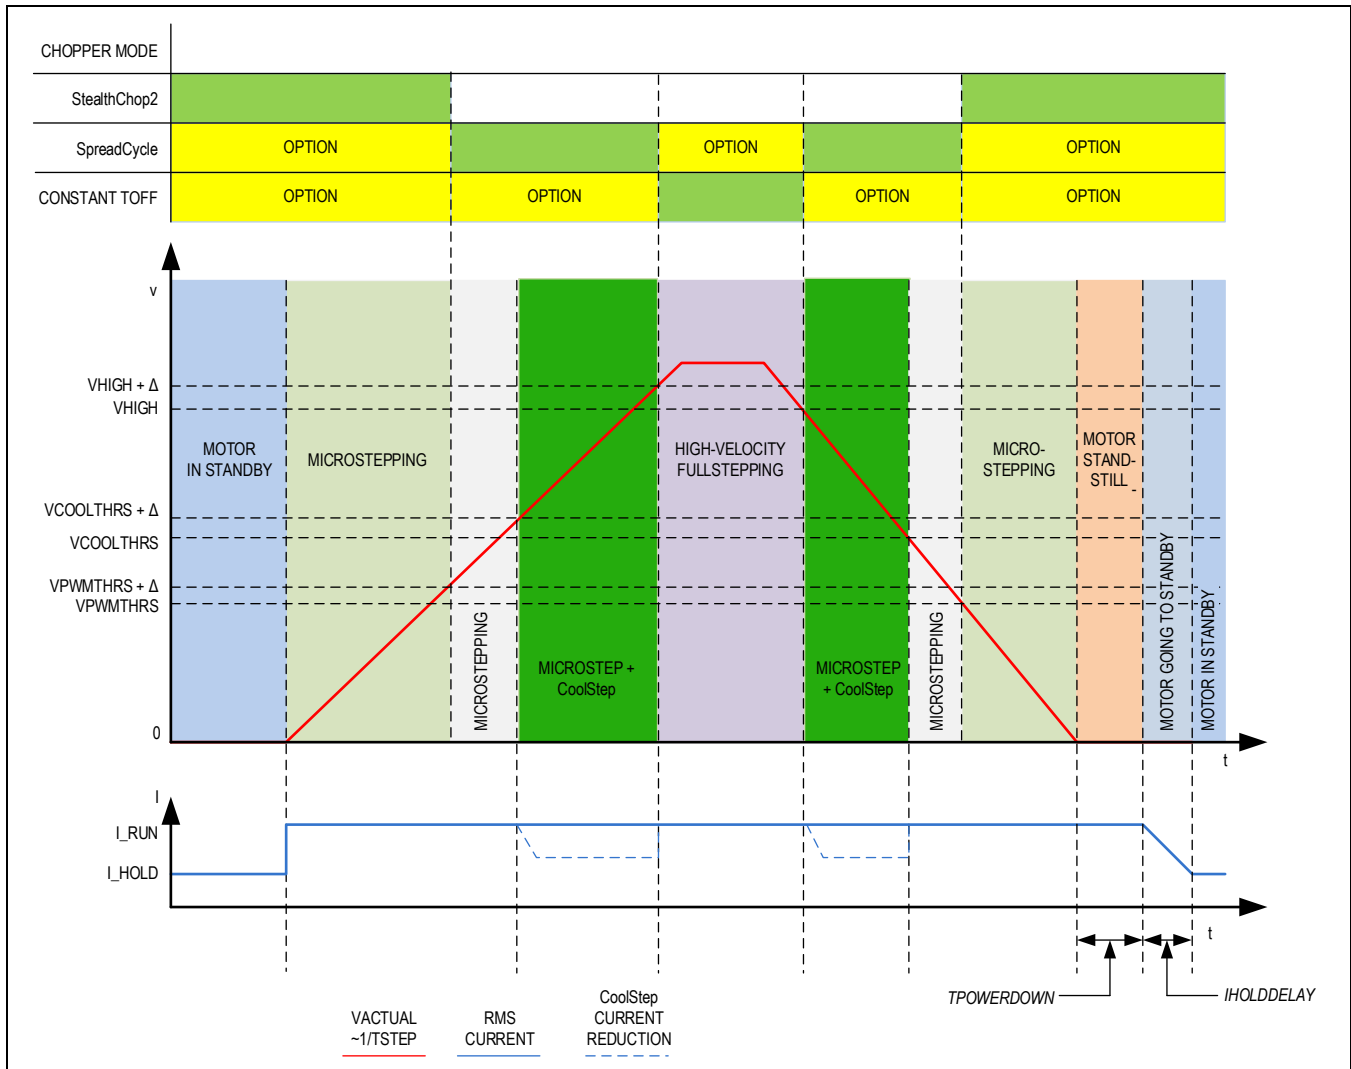 CHOPPER MODE
StealthChop2
SpreadCycle
OPTION
OPTION
OPTION
CONSTANT TOFF
OPTION
OPTION
OPTION
OPTION
v
VHIGH + Δ
VHIGH
MOTOR
IN STANDBY
MICROSTEPPING
HIGH-VELOCITY
FULLSTEPPING
MICRO-
STEPPING
MOTOR
STAND-
STILL
VCOOLTHRS + Δ
VCOOLTHRS
VPWMTHRS + Δ
VPWMTHRS
MICROSTEPPING
MICROSTEP +
CoolStep
MICROSTEP
+ CoolStep
MICROSTEPPING
MOTOR GOING TO STANDBY
MOTOR IN STANDBY
0
t
I
I_RUN
I_HOLD
t
TPOWERDOWN
IHOLDDELAY
VACTUAL
~1/TSTEP
RMS
CURRENT
CoolStep
CURRENT
REDUCTION